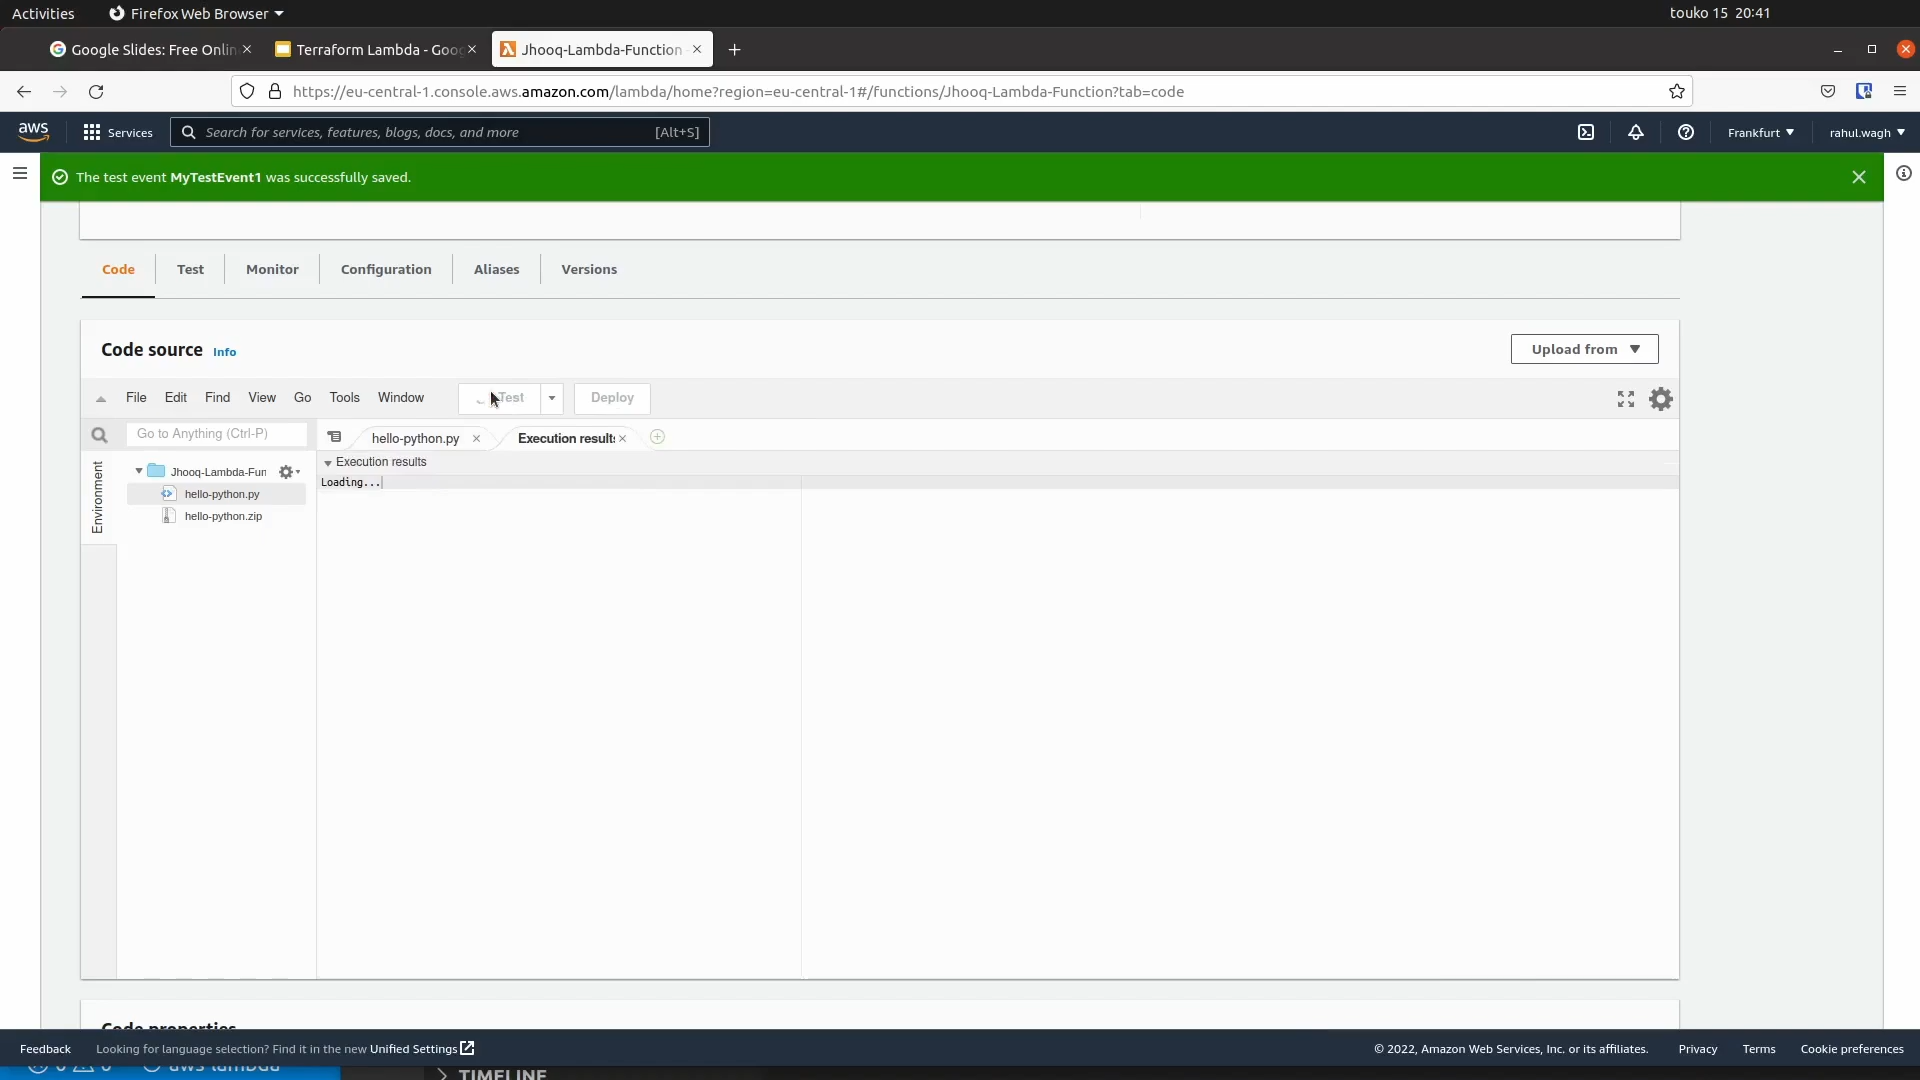 Activities Firefox Web Browser touko 15 20:41
Google Slides: Free Onlin Terraform Lambda - Goog Jhooq-Lambda-Function
https://eu-central-1.console.aws.amazon.com/lambda/home?region=eu-central-1#/functions/Jhooq-Lambda-Function?tab=code
aws Services Search for services, features, blogs, docs, and more [Alt+S] Frankfurt rahul.wagh
The test event MyTestEvent1 was successfully saved.
Code Test Monitor Configuration Aliases Versions
Code source Info Upload from
File Edit Find View Go Tools Window Test Deploy
Go to Anything (Ctrl-P) hello-python.py Execution results
Execution results
Jhooq-Lambda-Fun
Loading...
hello-python.py
hello-python.zip
Environment
Code properties
Feedback Looking for language selection? Find it in the new Unified Settings © 2022, Amazon Web Services, Inc. or its affiliates. Privacy Terms Cookie preferences
aws-lambda TIMELINE